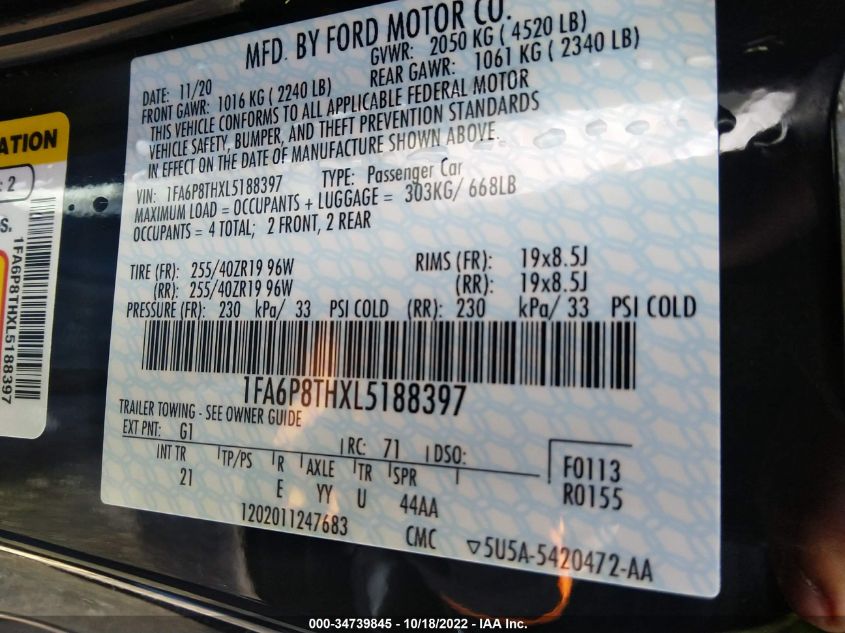 MFD. BY FORD MOTOR CO.
DATE: 11/20 GVWR: 2050 KG ( 4520 LB)
FRONT GAWR: 1016 KG ( 2240 LB) REAR GAWR: 1061 KG ( 2340 LB)
THIS VEHICLE CONFORMS TO ALL APPLICABLE FEDERAL MOTOR
VEHICLE SAFETY, BUMPER, AND THEFT PREVENTION STANDARDS
IN EFFECT ON THE DATE OF MANUFACTURE SHOWN ABOVE.
VIN: 1FA6P8THXL5188397 TYPE: Passenger Car
MAXIMUM LOAD = OCCUPANTS + LUGGAGE = 303KG/ 668LB
OCCUPANTS = 4 TOTAL; 2 FRONT, 2 REAR
TIRE (FR): 255/40ZR19 96W RIMS (FR): 19x8.5J
(RR): 255/40ZR19 96W (RR): 19x8.5J
PRESSURE (FR): 230 kPa/ 33 PSI COLD (RR): 230 kPa/ 33 PSI COLD
1FA6P8THXL5188397
TRAILER TOWING - SEE OWNER GUIDE
EXT PNT: G1 RC: 71 DSO:
INT TR TP/PS R AXLE TR SPR
21 E YY U 44AA
F0113
R0155
1202011247683 CMC ▽5U5A-5420472-AA
ATION
: 2
S.
1FA6P8THXL5188397
000-34739845 - 10/18/2022 - IAA Inc.